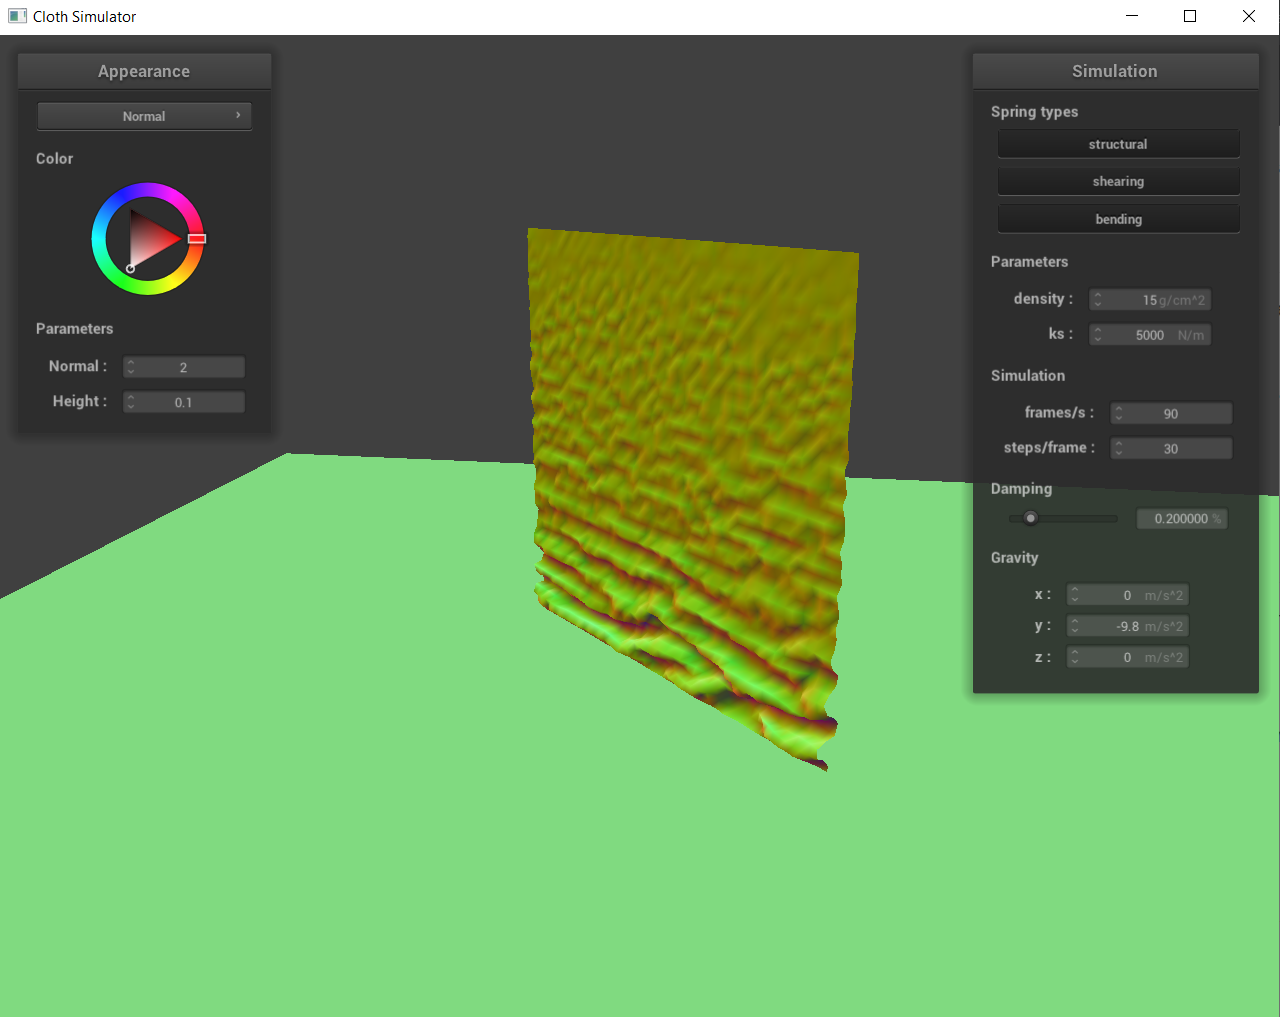 Cloth Simulator
Appearance
Normal
Color
Parameters
Normal : 2
Height : 0.1
Simulation
Spring types
structural
shearing
bending
Parameters
density : 15 g/cm^2
ks : 5000 N/m
Simulation
frames/s : 90
steps/frame : 30
Damping
0.200000 %
Gravity
x : 0 m/s^2
y : -9.8 m/s^2
z : 0 m/s^2